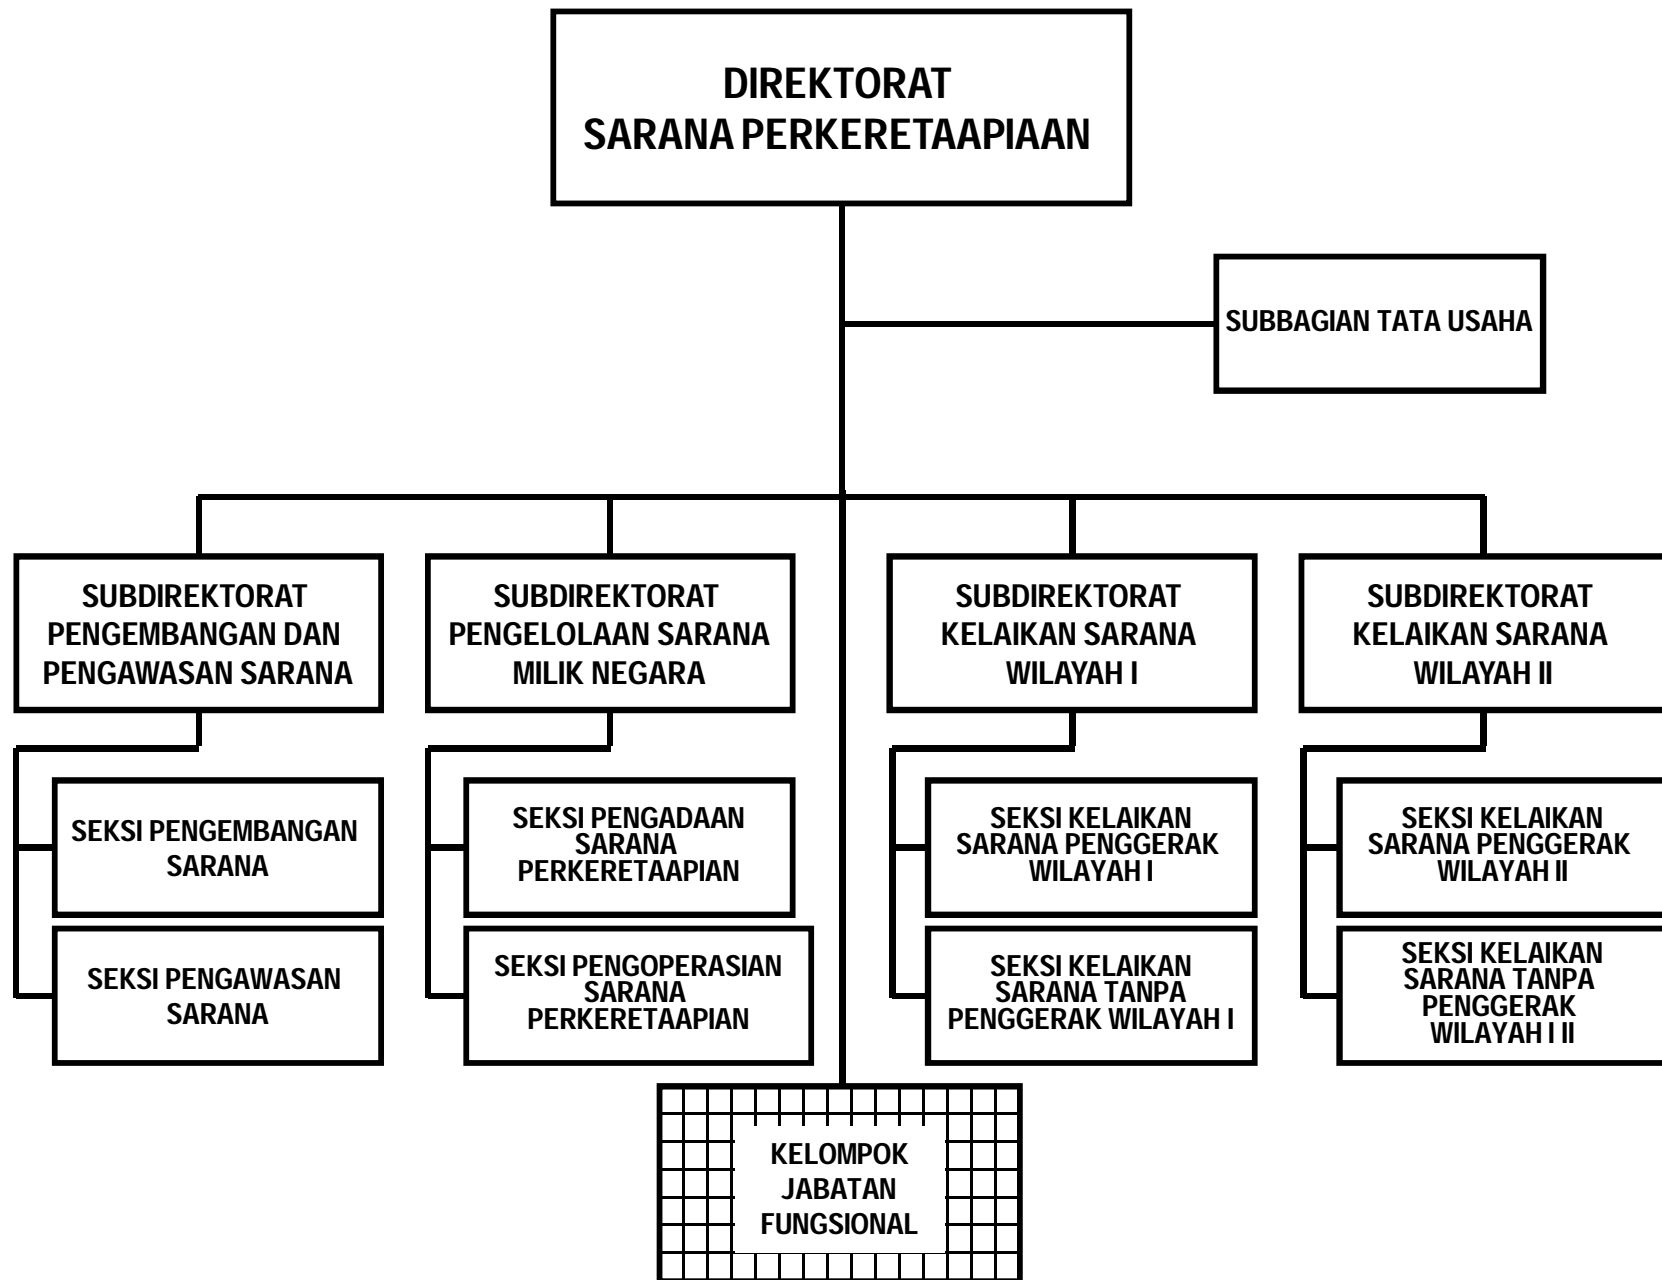 DIREKTORAT
SARANA PERKERETAAPIAAN
SUBBAGIAN TATA USAHA
SUBDIREKTORAT
PENGEMBANGAN DAN
PENGAWASAN SARANA
SUBDIREKTORAT
PENGELOLAAN SARANA
MILIK NEGARA
SUBDIREKTORAT
KELAIKAN SARANA
WILAYAH I
SUBDIREKTORAT
KELAIKAN SARANA
WILAYAH II
SEKSI PENGEMBANGAN
SARANA
SEKSI PENGADAAN
SARANA
PERKERETAAPIAN
SEKSI KELAIKAN
SARANA PENGGERAK
WILAYAH I
SEKSI KELAIKAN
SARANA PENGGERAK
WILAYAH II
SEKSI PENGAWASAN
SARANA
SEKSI PENGOPERASIAN
SARANA
PERKERETAAPIAN
SEKSI KELAIKAN
SARANA TANPA
PENGGERAK WILAYAH I
SEKSI KELAIKAN
SARANA TANPA
PENGGERAK
WILAYAH I II
KELOMPOK
JABATAN
FUNGSIONAL